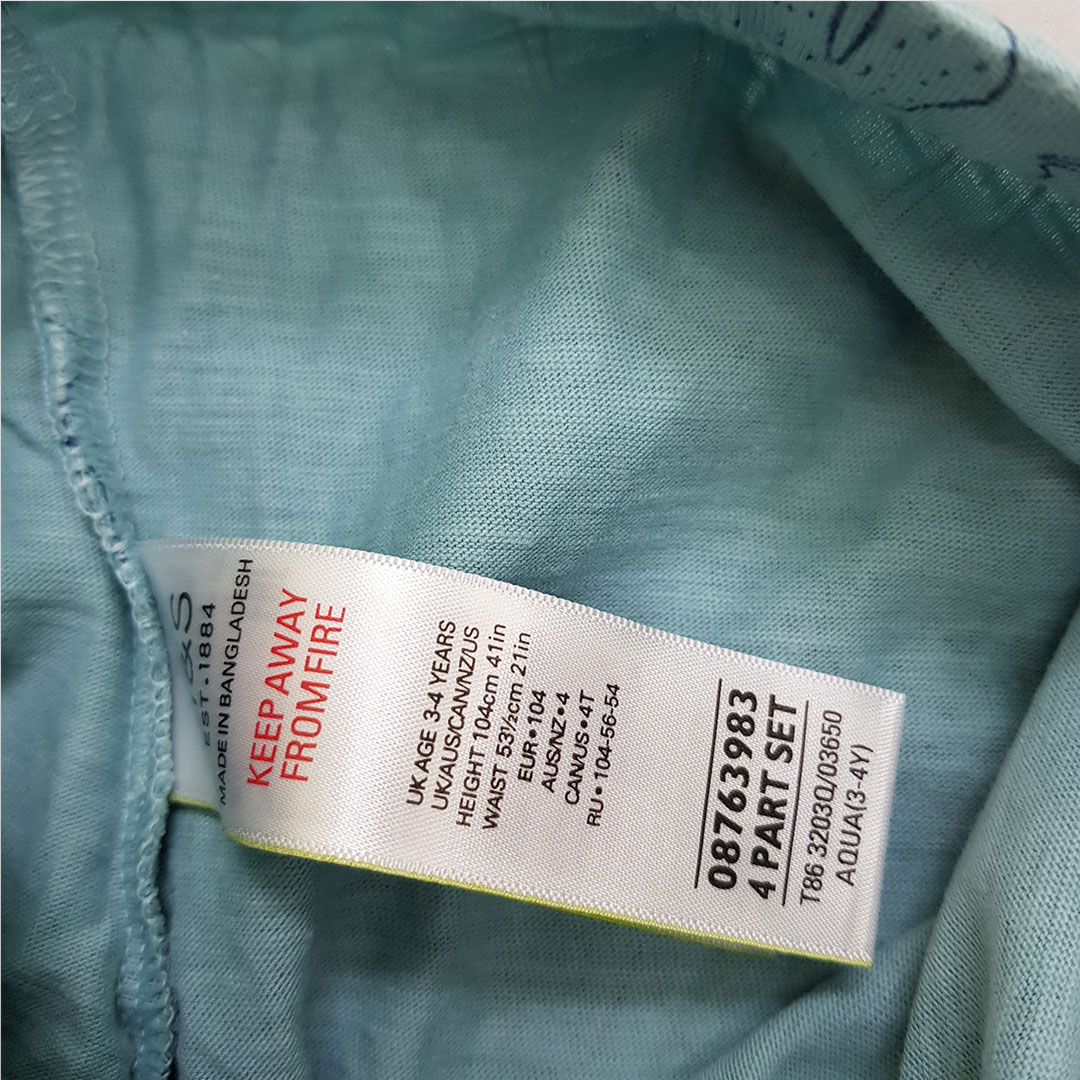 &S
EST•1884
MADE IN BANGLADESH
KEEP AWAY
FROM FIRE
UK AGE 3-4 YEARS
UK/AUS/CAN/NZ/US
HEIGHT 104cm 41in
WAIST 53½cm 21in
EUR•104
AUS/NZ•4
CAN/US•4T
RU•104-56-54
08763983
4 PART SET
T86 32030/03650
AQUA(3-4Y)